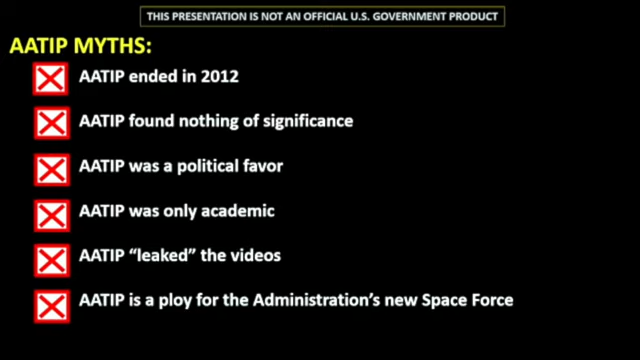 THIS PRESENTATION IS NOT AN OFFICIAL U.S. GOVERNMENT PRODUCT
AATIP MYTHS:
AATIP ended in 2012
AATIP found nothing of significance
AATIP was a political favor
AATIP was only academic
AATIP “leaked” the videos
AATIP is a ploy for the Administration’s new Space Force